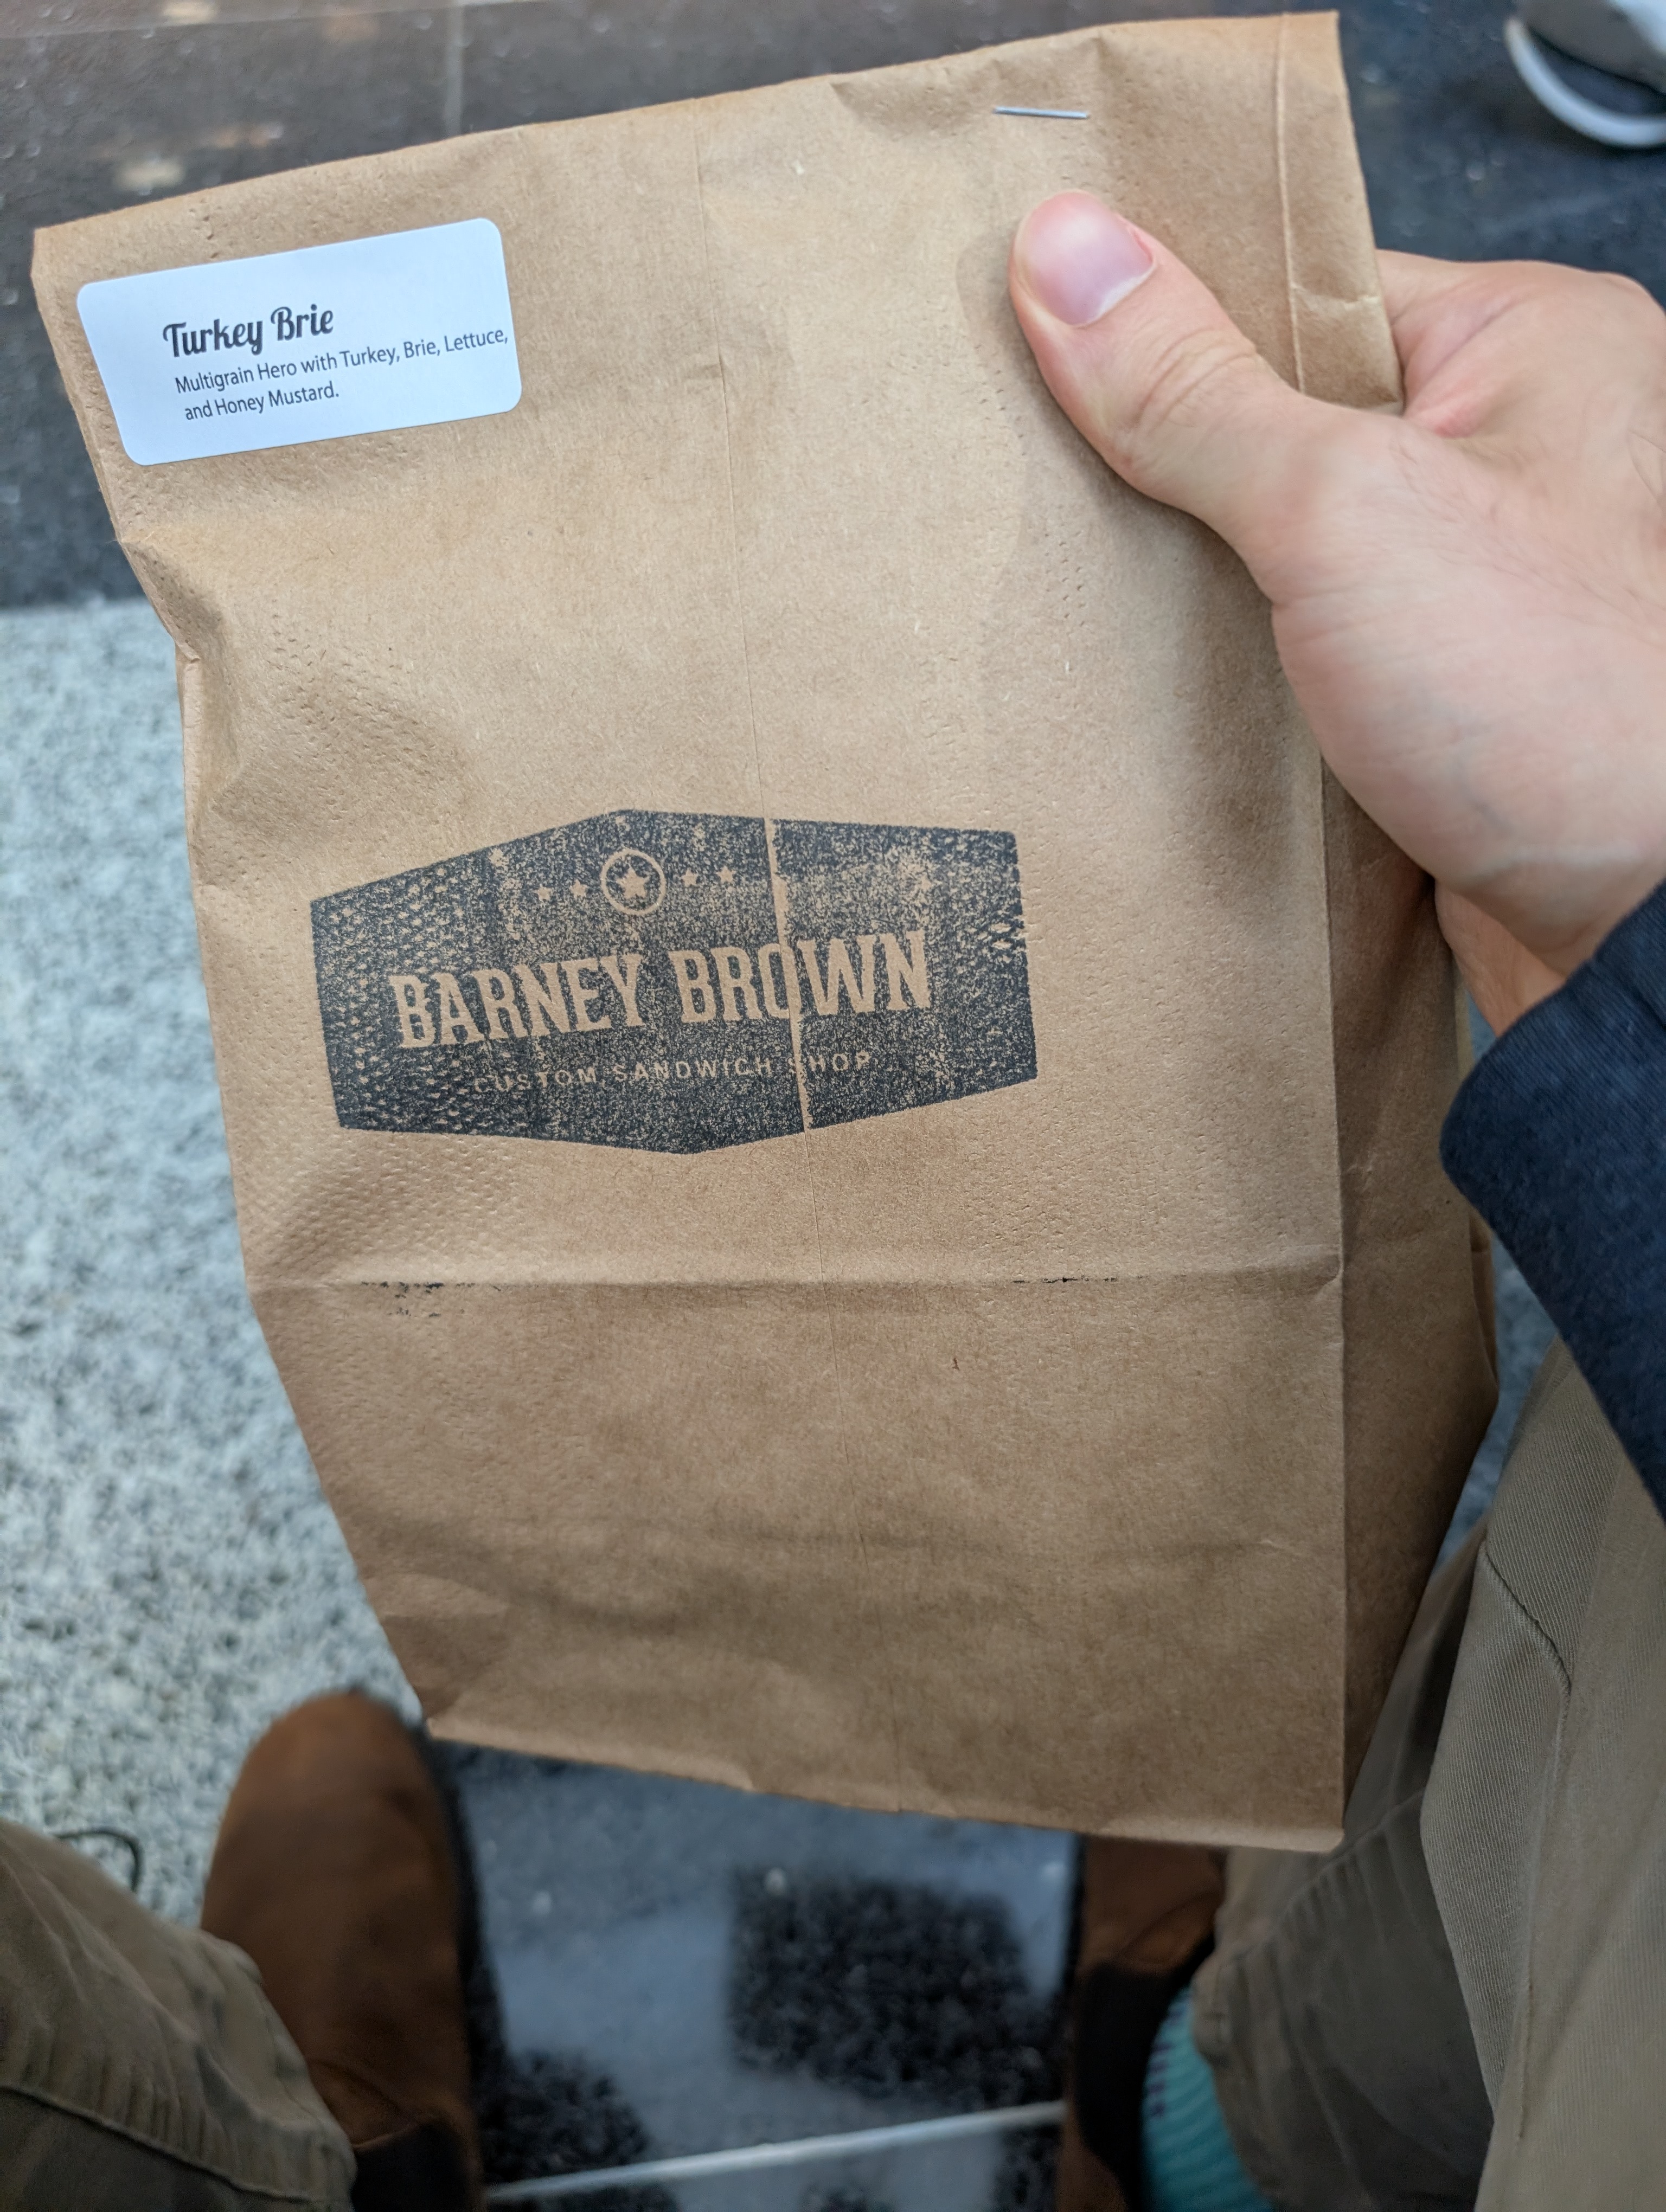 Turkey Brie
Multigrain Hero with Turkey, Brie, Lettuce,
and Honey Mustard.
BARNEY BROWN
CUSTOM SANDWICH SHOP